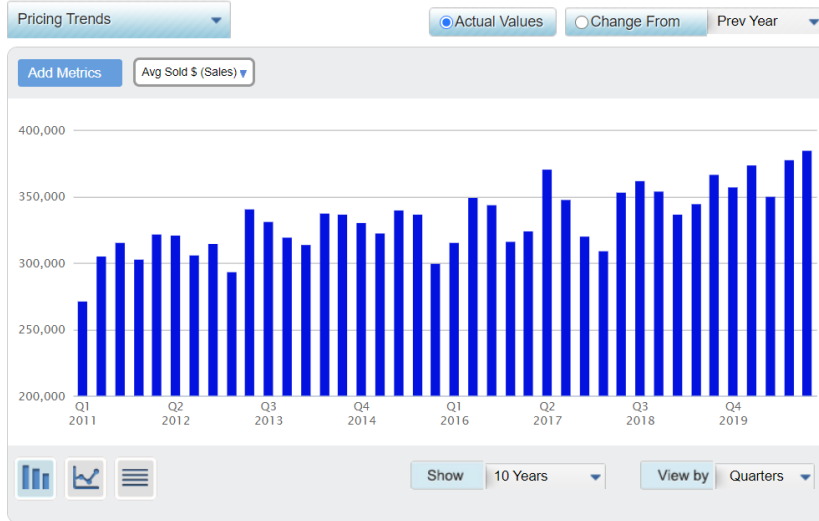 Pricing Trends
Actual Values
Change From
Prev Year
Add Metrics
Avg Sold $ (Sales)
400,000
350,000
300,000
250,000
200,000
Q1 Q2 Q3 Q4 Q1 Q2 Q3 Q4
2011 2012 2013 2014 2016 2017 2018 2019
Show
10 Years
View by
Quarters